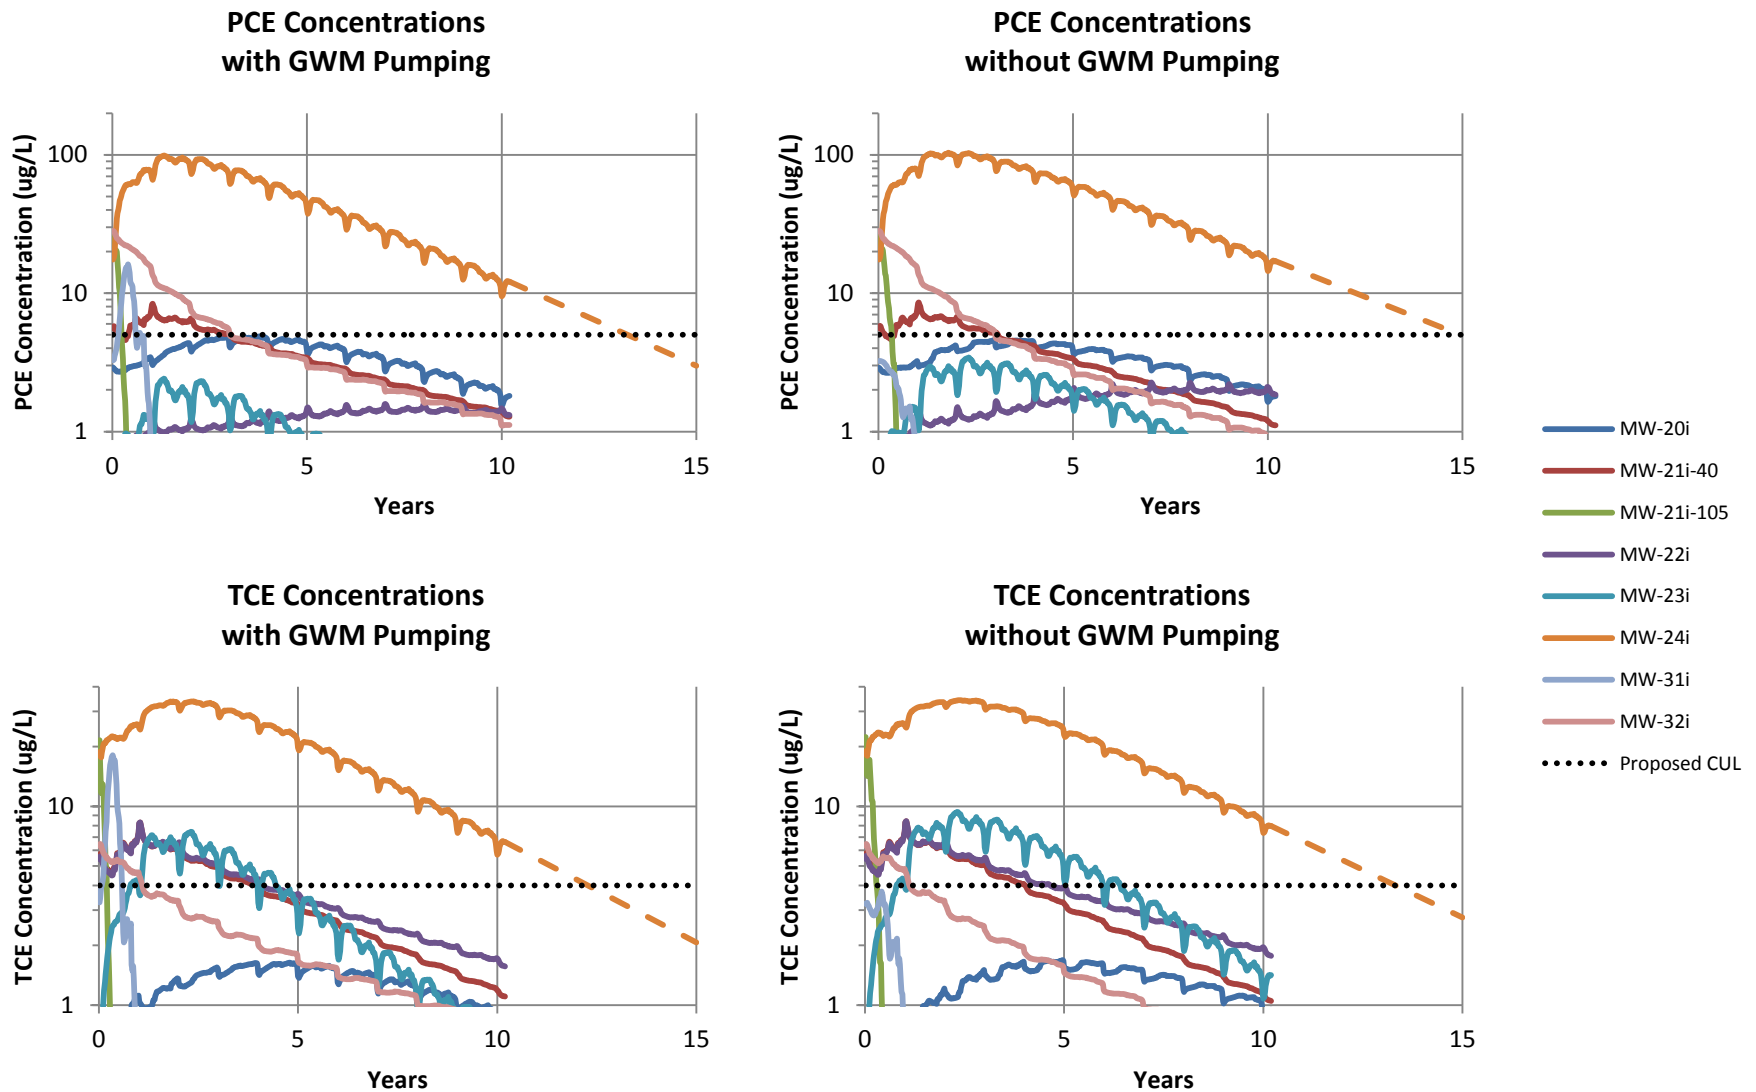 PCE Concentrations
with GWM Pumping
PCE Concentration (ug/L)
100
10
1
0
5
10
15
Years
PCE Concentrations
without GWM Pumping
PCE Concentration (ug/L)
100
10
1
0
5
10
15
Years
TCE Concentrations
with GWM Pumping
TCE Concentration (ug/L)
10
1
0
5
10
15
Years
TCE Concentrations
without GWM Pumping
TCE Concentration (ug/L)
10
1
0
5
10
15
Years
MW-20i
MW-21i-40
MW-21i-105
MW-22i
MW-23i
MW-24i
MW-31i
MW-32i
Proposed CUL